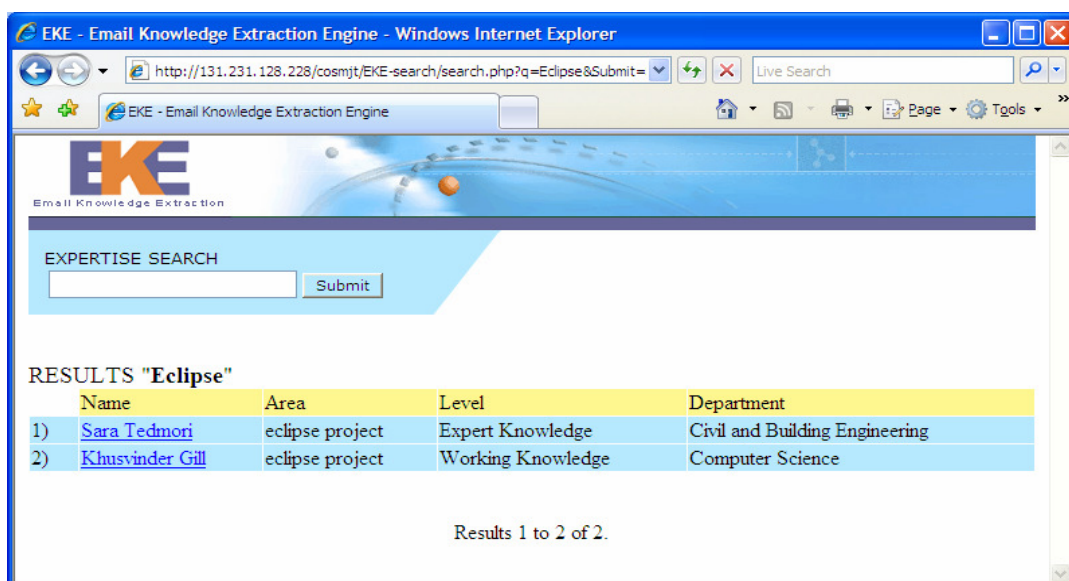 EKE - Email Knowledge Extraction Engine - Windows Internet Explorer
http://131.231.128.228/cosmjt/EKE-search/search.php?q=Eclipse&Submit= Live Search
EKE - Email Knowledge Extraction Engine Page Tools »
EKE
Email Knowledge Extraction
EXPERTISE SEARCH
Submit
RESULTS "Eclipse"
Name Area Level Department
1) Sara Tedmori eclipse project Expert Knowledge Civil and Building Engineering
2) Khusvinder Gill eclipse project Working Knowledge Computer Science
Results 1 to 2 of 2.